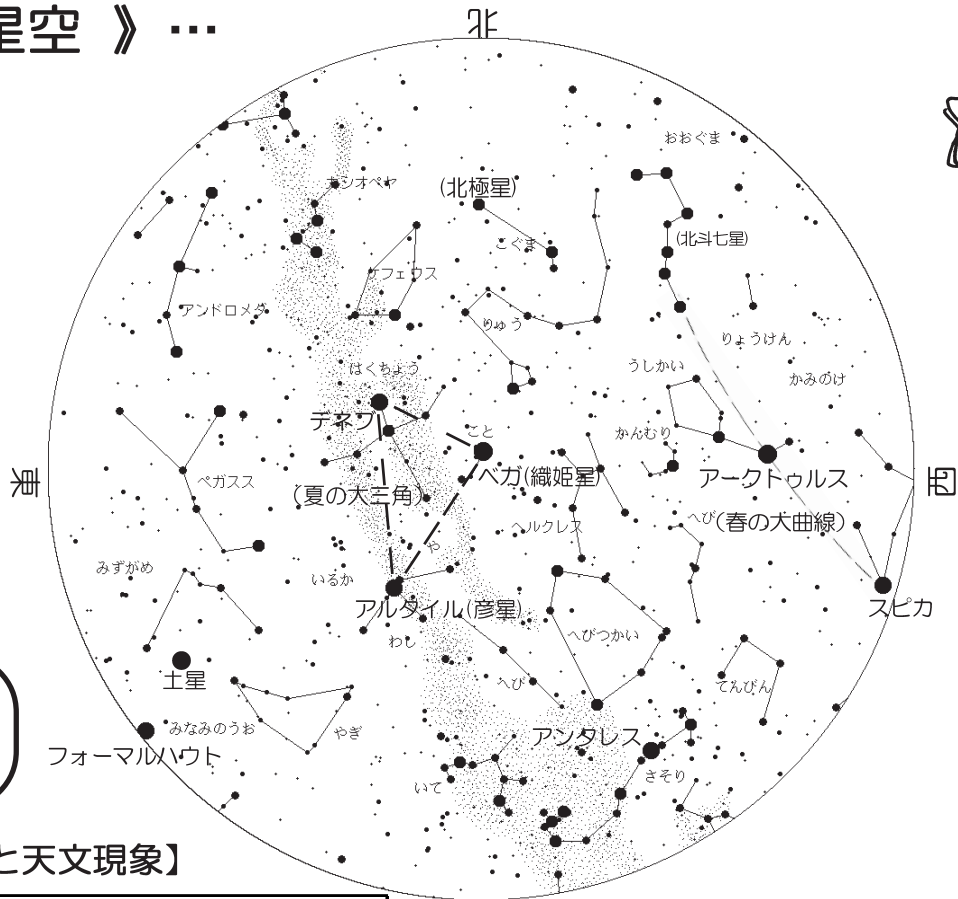 星空 》…
北
おおぐま
カシオペヤ
(北極星)
こぐま
(北斗七星)
ケフェウス
アンドロメダ
りゅう
りょうけん
はくちょう
うしかい
かみのけ
デネブ
こと
かんむり
東
ペガスス
(夏の大三角)
ベガ(織姫星)
アークトゥルス
西
ヘルクレス
へび
(春の大曲線)
や
みずがめ
いるか
アルタイル(彦星)
スピカ
わし
へびつかい
土星
へび
てんびん
みなみのうお
やぎ
アンタレス
フォーマルハウト
さそり
いて
と天文現象】